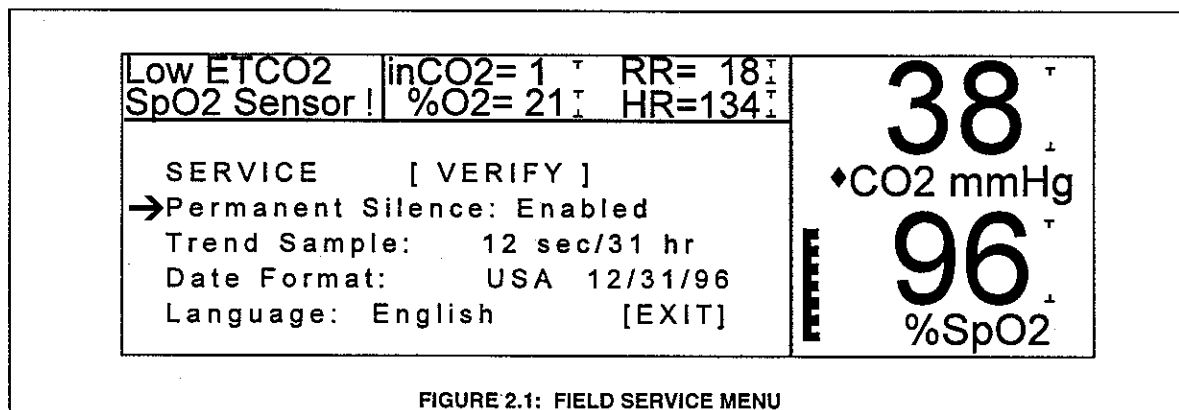 Low ETCO2
SpO2 Sensor !
inCO2= 1 RR= 18
%O2= 21 HR=134
SERVICE [ VERIFY ]
→Permanent Silence: Enabled
Trend Sample: 12 sec/31 hr
Date Format: USA 12/31/96
Language: English [EXIT]
38
♦CO2 mmHg
96
%SpO2
FIGURE 2.1: FIELD SERVICE MENU